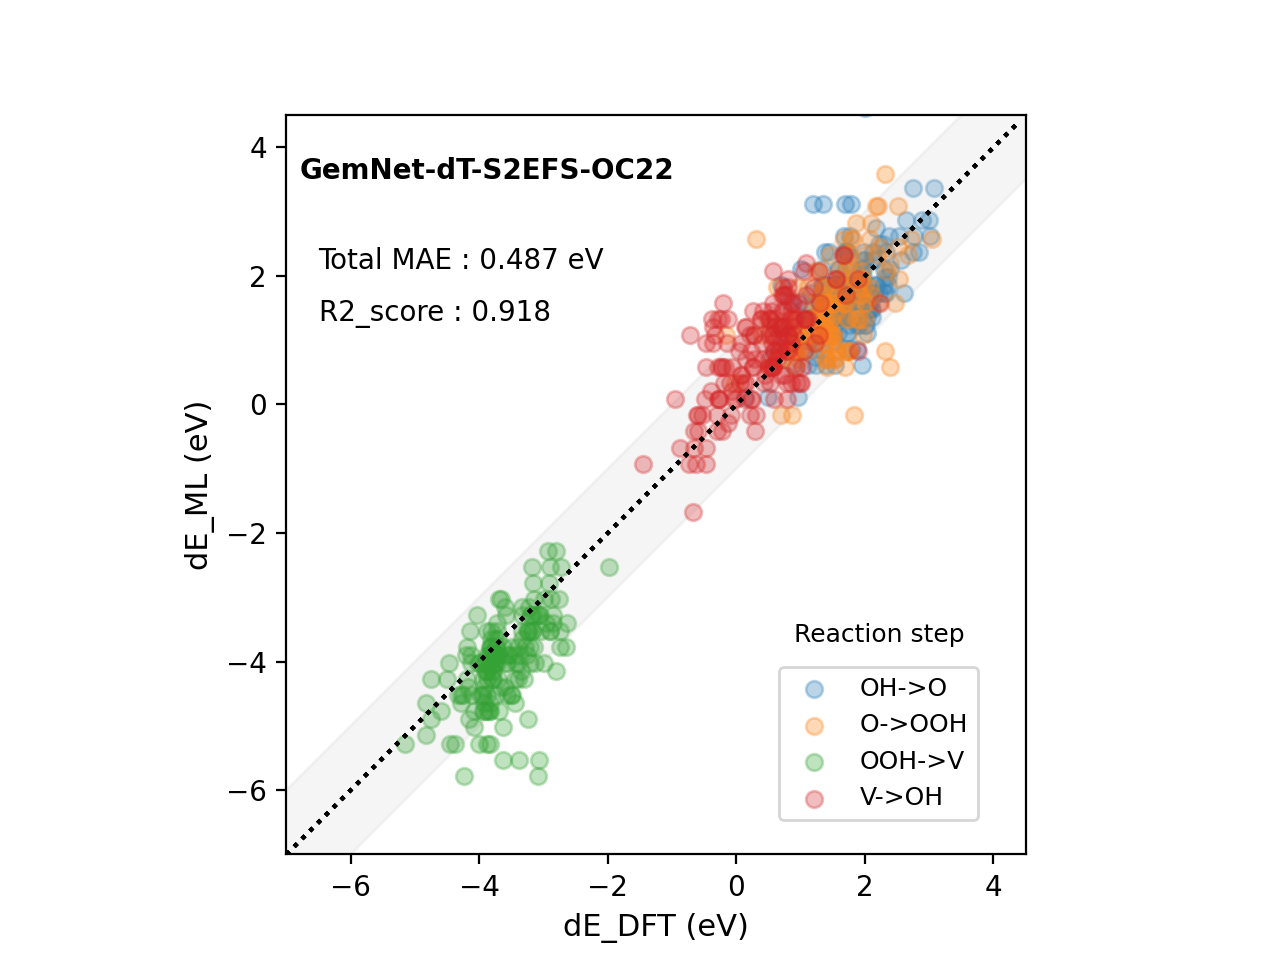 GemNet-dT-S2EFS-OC22
Total MAE : 0.487 eV
R2_score : 0.918
4
2
0
−2
−4
−6
dE_ML (eV)
Reaction step
OH->O
O->OOH
OOH->V
V->OH
−6 −4 −2 0 2 4
dE_DFT (eV)